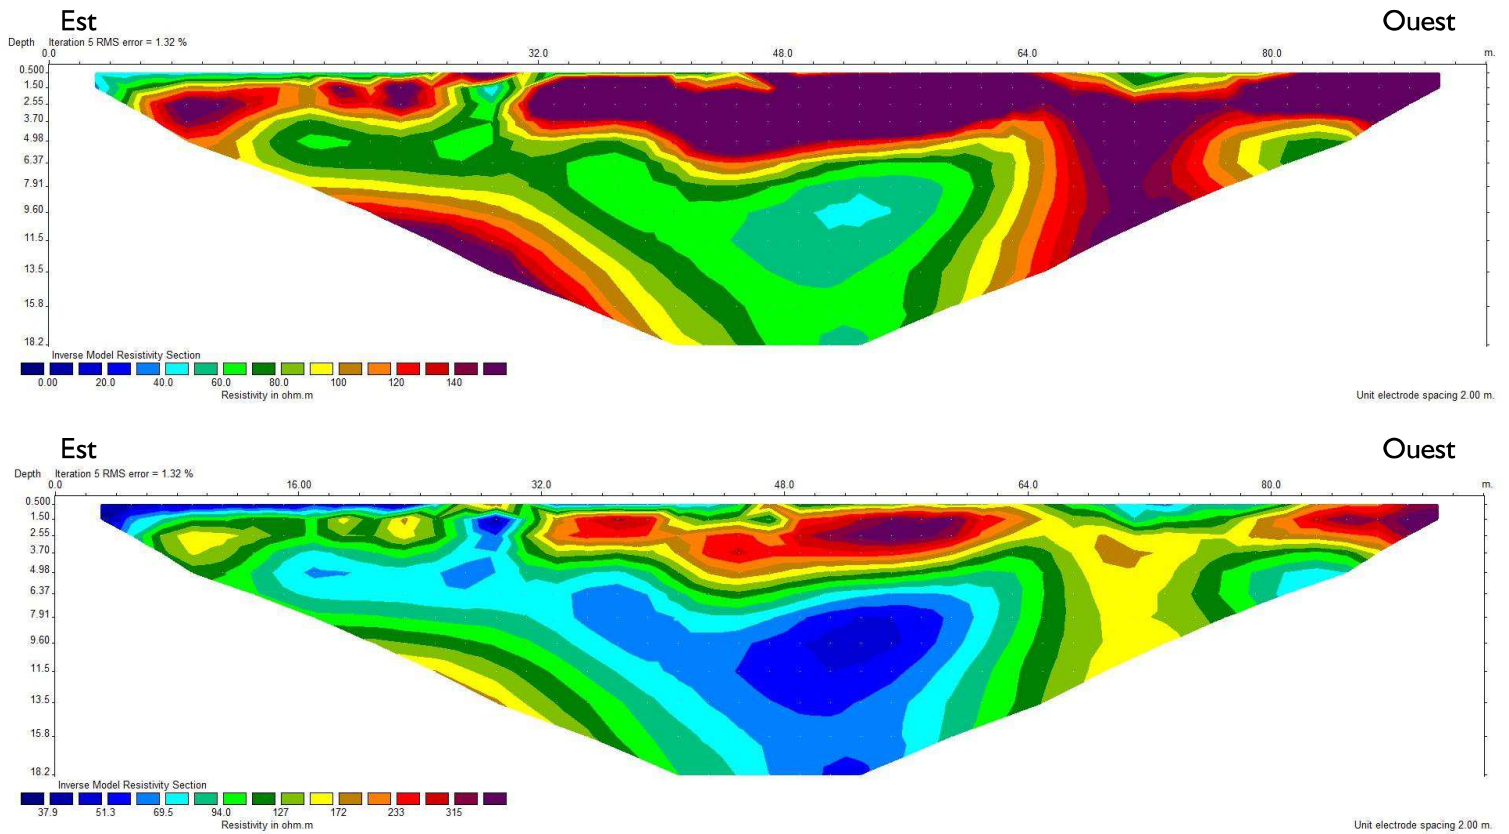 Est Ouest
Depth Iteration 5 RMS error = 1.32 %
0.0 32.0 48.0 64.0 80.0 m.
0.500
1.50
2.55
3.70
4.98
6.37
7.91
9.60
11.5
13.5
15.8
18.2
Inverse Model Resistivity Section
0.00 20.0 40.0 60.0 80.0 100 120 140
Resistivity in ohm.m
Unit electrode spacing 2.00 m.
Est Ouest
Depth Iteration 5 RMS error = 1.32 %
0.0 16.00 32.0 48.0 64.0 80.0 m.
0.500
1.50
2.55
3.70
4.98
6.37
7.91
9.60
11.5
13.5
15.8
18.2
Inverse Model Resistivity Section
37.9 51.3 69.5 94.0 127 172 233 315
Resistivity in ohm.m
Unit electrode spacing 2.00 m.